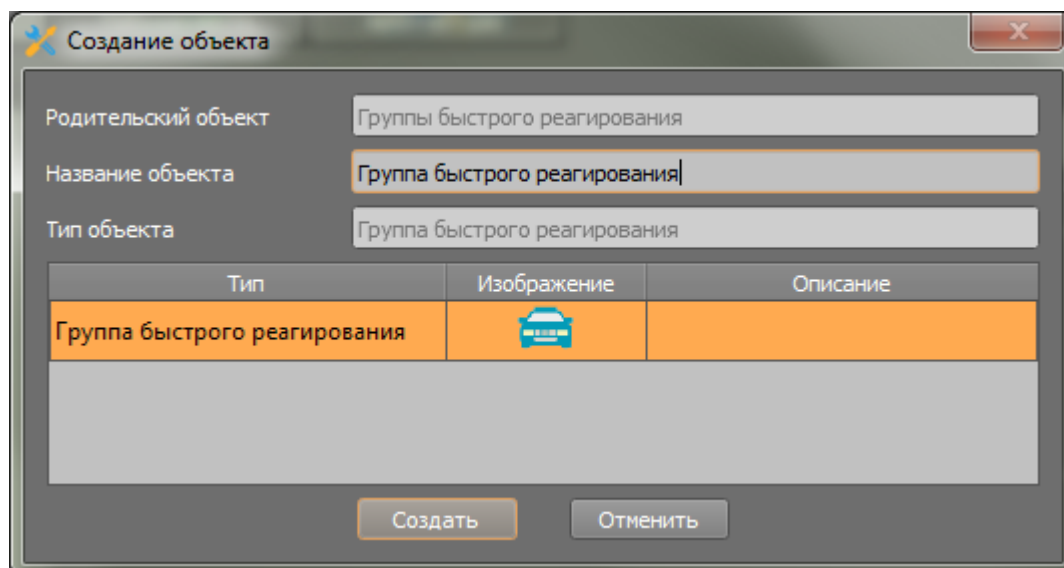 Создание объекта
Родительский объект Группы быстрого реагирования
Название объекта Группа быстрого реагирования
Тип объекта Группа быстрого реагирования
Тип Изображение Описание
Группа быстрого реагирования
Создать Отменить